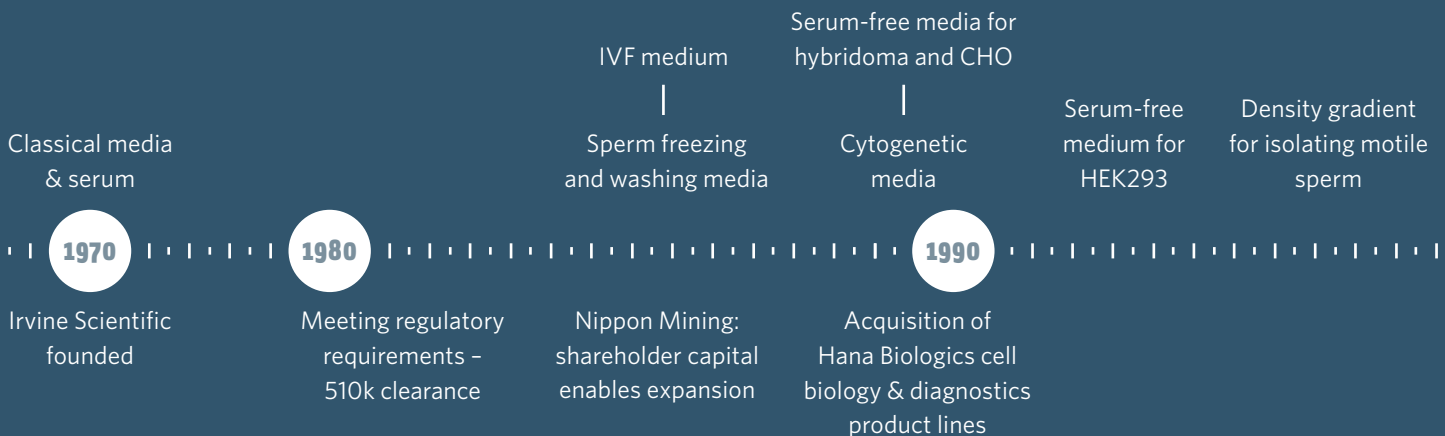 Classical media
& serum
IVF medium
Sperm freezing
and washing media
Serum-free media for
hybridoma and CHO
Cytogenetic
media
Serum-free
medium for
HEK293
Density gradient
for isolating motile
sperm
1970
1980
1990
Irvine Scientific
founded
Meeting regulatory
requirements –
510k clearance
Nippon Mining:
shareholder capital
enables expansion
Acquisition of
Hana Biologics cell
biology & diagnostics
product lines